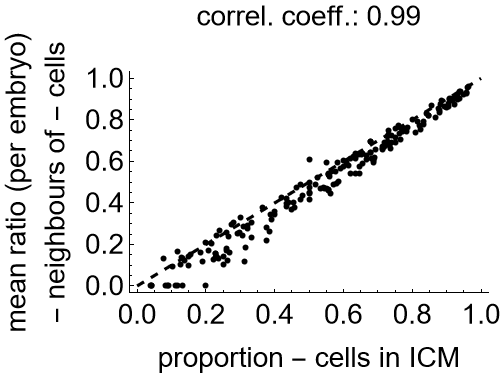 correl. coeff.: 0.99
mean ratio (per embryo)
− neighbours of − cells
1.0
0.8
0.6
0.4
0.2
0.0
0.0 0.2 0.4 0.6 0.8 1.0
proportion − cells in ICM